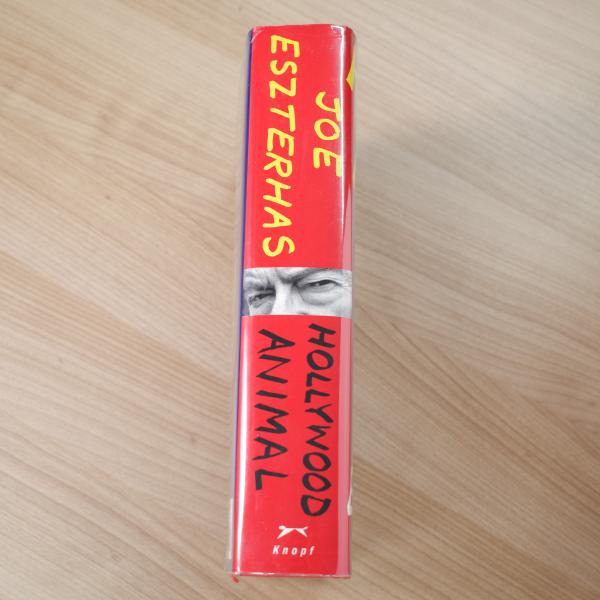 JOE
ESZTERHAS
HOLLYWOOD
ANIMAL
Knopf